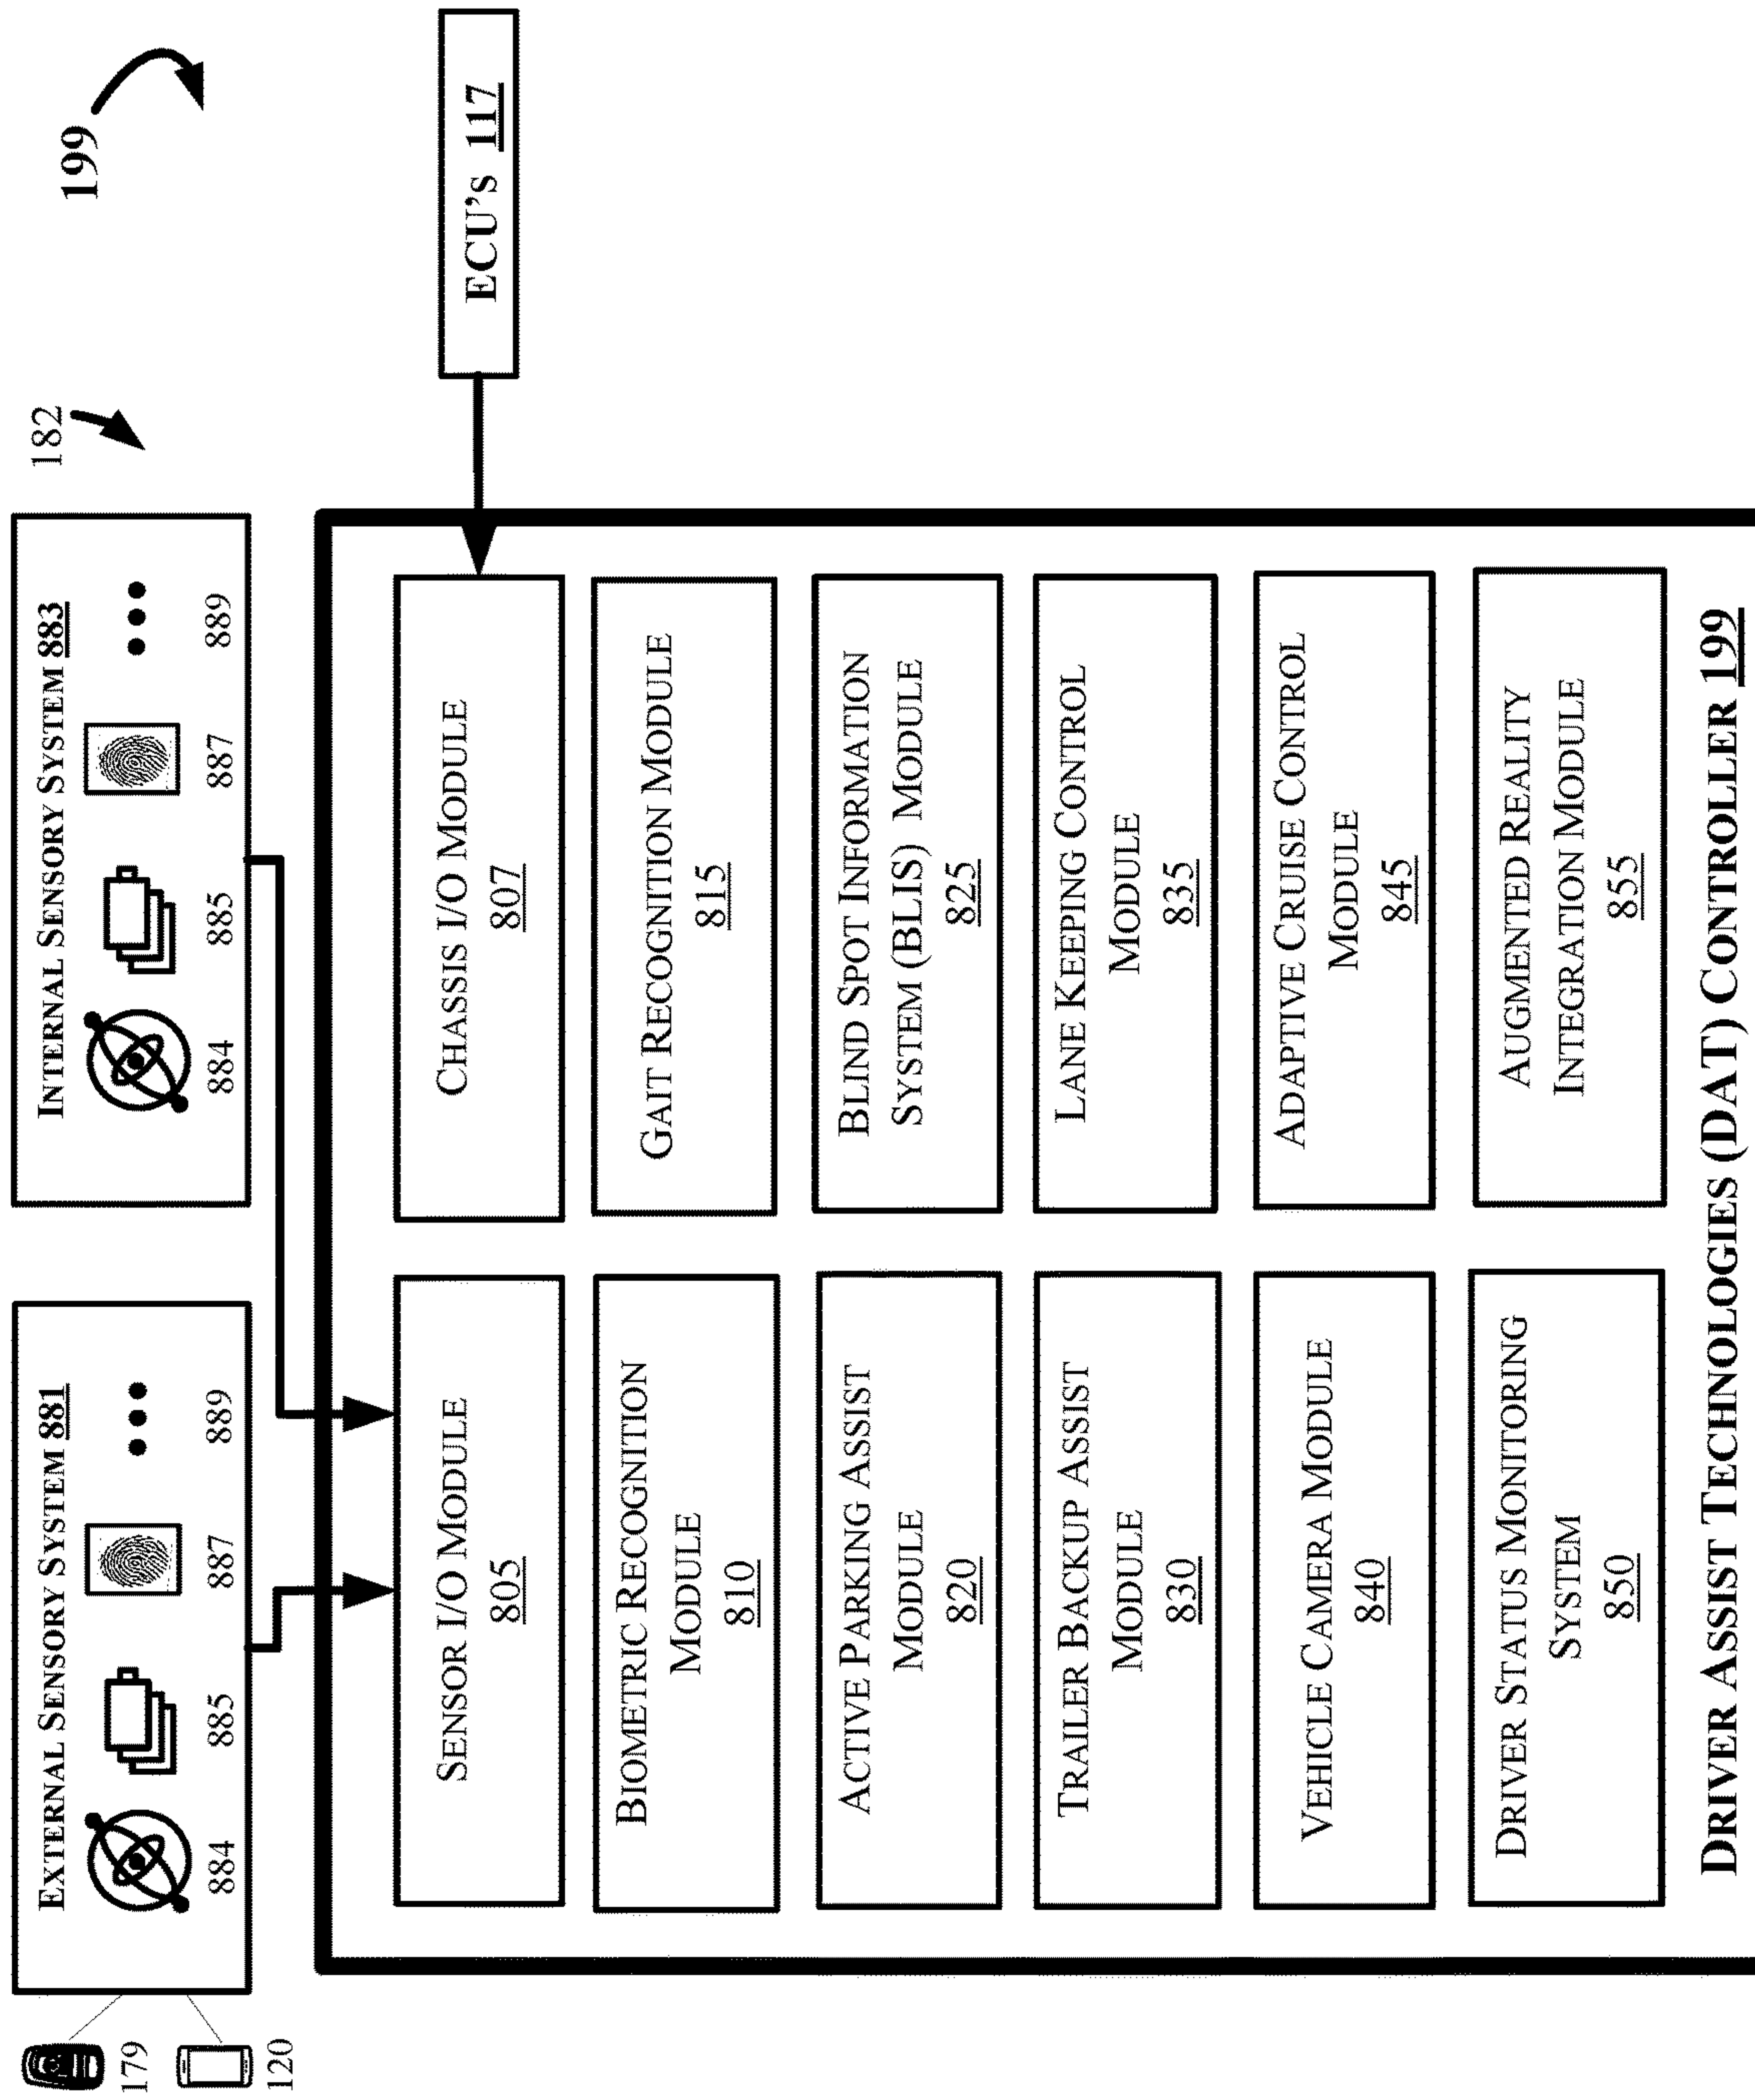 199
182
EXTERNAL SENSORY SYSTEM 881
884 885 887 889
INTERNAL SENSORY SYSTEM 883
884 885 887 889
179
120
ECU's 117
SENSOR I/O MODULE
805
CHASSIS I/O MODULE
807
BIOMETRIC RECOGNITION
MODULE
810
GAIT RECOGNITION MODULE
815
ACTIVE PARKING ASSIST
MODULE
820
BLIND SPOT INFORMATION
SYSTEM (BLIS) MODULE
825
TRAILER BACKUP ASSIST
MODULE
830
LANE KEEPING CONTROL
MODULE
835
VEHICLE CAMERA MODULE
840
ADAPTIVE CRUISE CONTROL
MODULE
845
DRIVER STATUS MONITORING
SYSTEM
850
AUGMENTED REALITY
INTEGRATION MODULE
855
DRIVER ASSIST TECHNOLOGIES (DAT) CONTROLLER 199